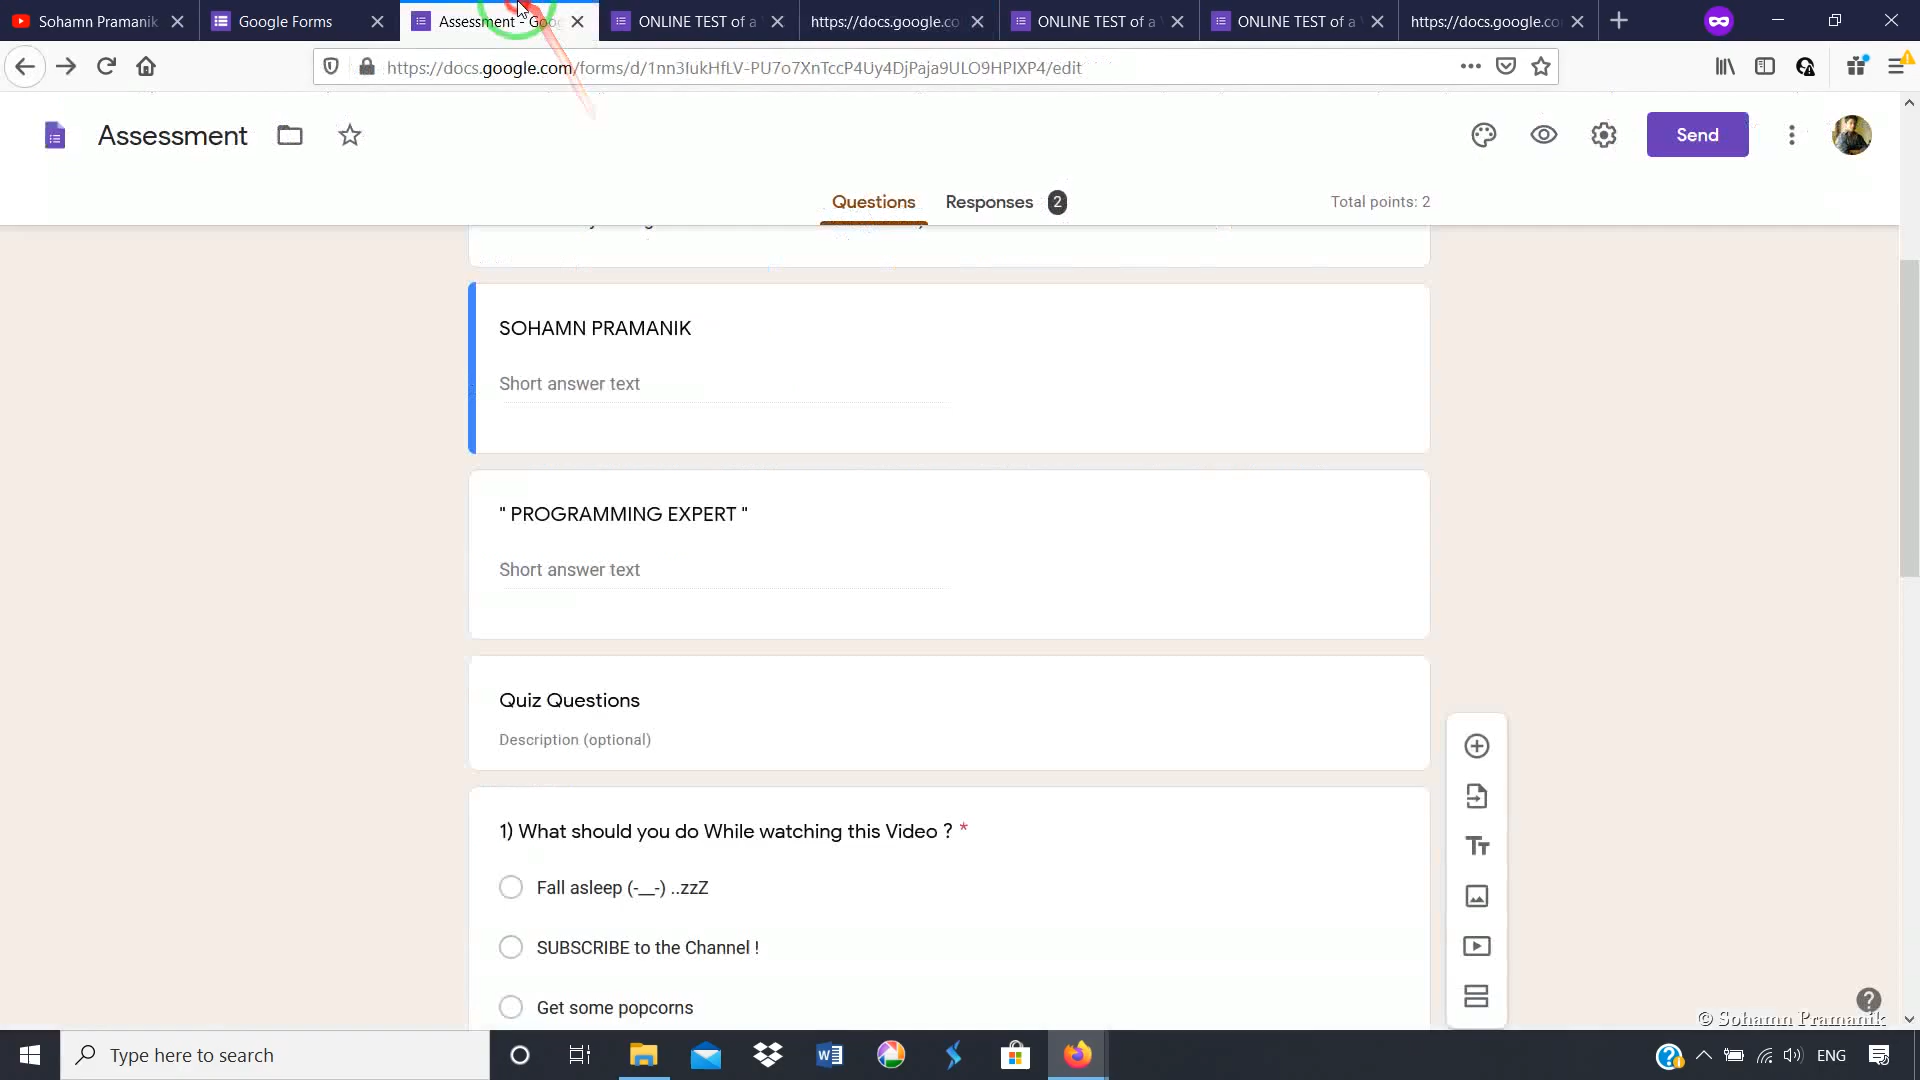 Sohamn Pramanik
Google Forms
Assessment - Goo
ONLINE TEST of a
https://docs.google.co
ONLINE TEST of a
ONLINE TEST of a
https://docs.google.co
https://docs.google.com/forms/d/1nn3IukHfLV-PU7o7XnTccP4Uy4DjPaja9ULO9HPIXP4/edit
Assessment
Send
Questions
Responses 2
Total points: 2
SOHAMN PRAMANIK
Short answer text
" PROGRAMMING EXPERT "
Short answer text
Quiz Questions
Description (optional)
1) What should you do While watching this Video ? *
Fall asleep (-__-) ..zzZ
SUBSCRIBE to the Channel !
Get some popcorns
© Sohamn Pramanik
Type here to search
ENG